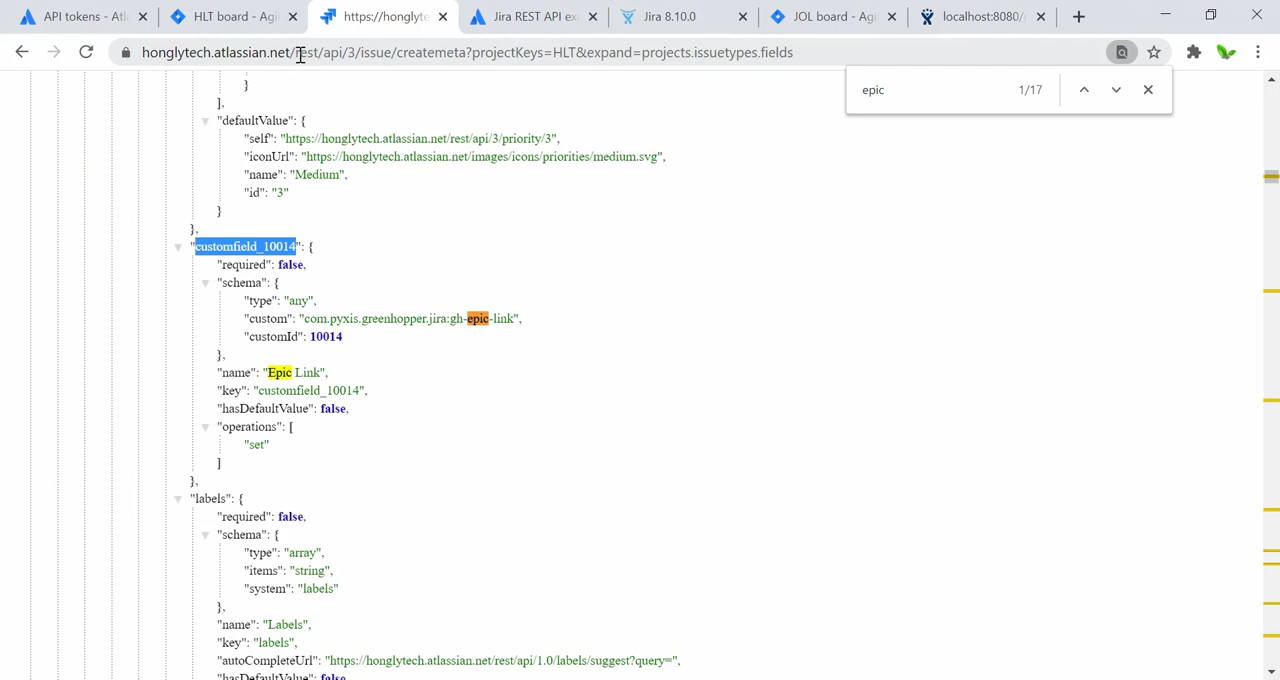 API tokens - Atl
HLT board - Agi
https://honglyte
Jira REST API ex
Jira 8.10.0
JOL board - Agi
localhost:8080/
honglytech.atlassian.net/rest/api/3/issue/createmeta?projectKeys=HLT&expand=projects.issuetypes.fields
epic 1/17
}
],
"defaultValue": {
"self": "https://honglytech.atlassian.net/rest/api/3/priority/3",
"iconUrl": "https://honglytech.atlassian.net/images/icons/priorities/medium.svg",
"name": "Medium",
"id": "3"
}
},
"customfield_10014": {
"required": false,
"schema": {
"type": "any",
"custom": "com.pyxis.greenhopper.jira:gh-epic-link",
"customId": 10014
},
"name": "Epic Link",
"key": "customfield_10014",
"hasDefaultValue": false,
"operations": [
"set"
]
},
"labels": {
"required": false,
"schema": {
"type": "array",
"items": "string",
"system": "labels"
},
"name": "Labels",
"key": "labels",
"autoCompleteUrl": "https://honglytech.atlassian.net/rest/api/1.0/labels/suggest?query=",
"hasDefaultValue": false